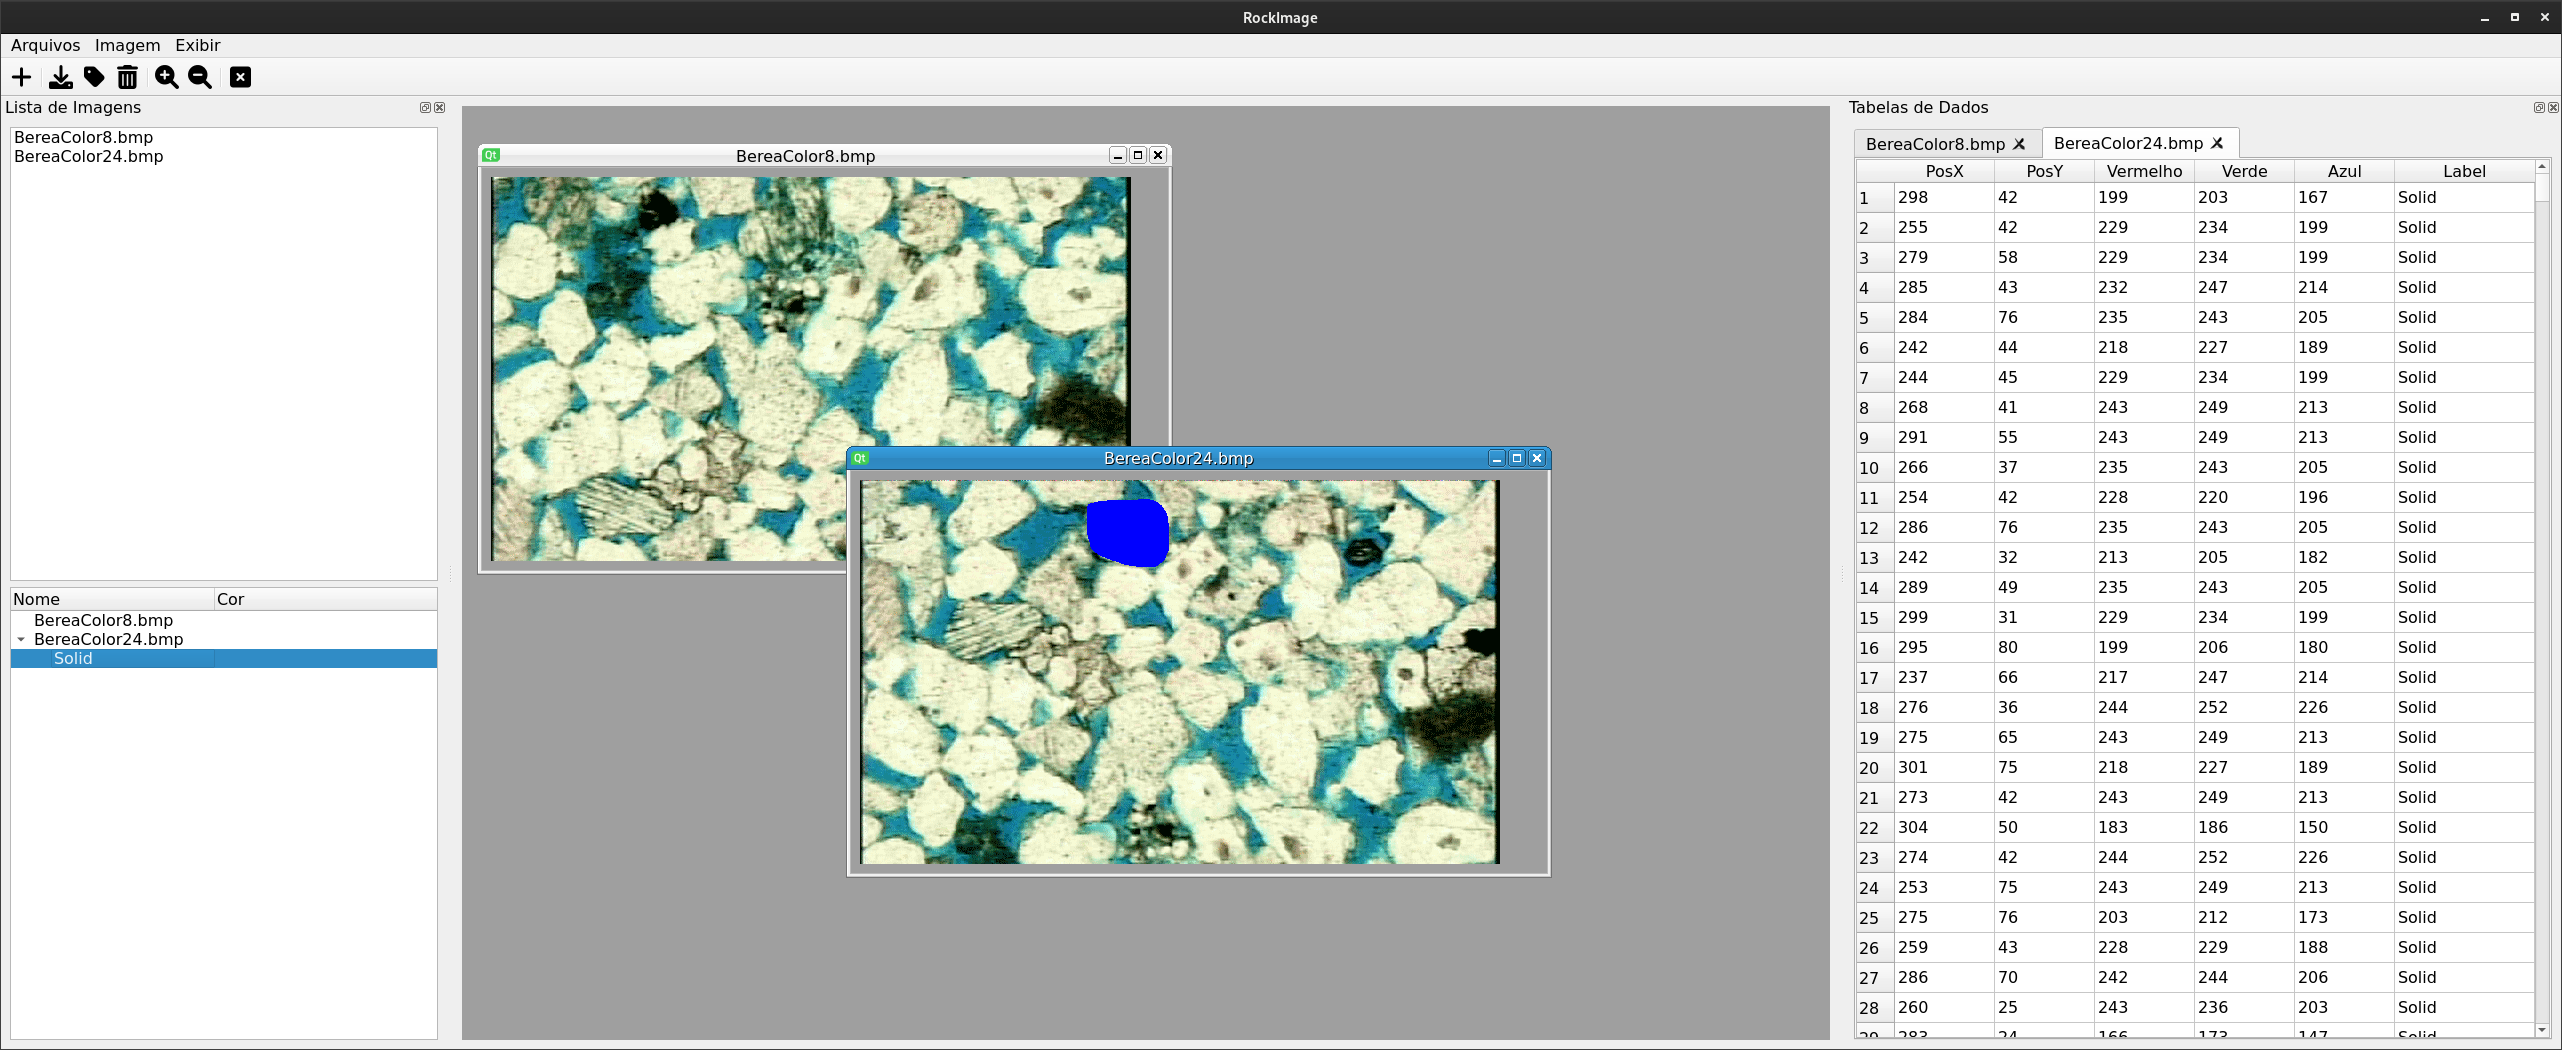 RockImage
Arquivos Imagem Exibir
Lista de Imagens
BereaColor8.bmp
BereaColor24.bmp
Nome Cor
BereaColor8.bmp
BereaColor24.bmp
Solid
Qt BereaColor8.bmp
Qt BereaColor24.bmp
Tabelas de Dados
BereaColor8.bmp BereaColor24.bmp
PosX PosY Vermelho Verde Azul Label
1 298 42 199 203 167 Solid
2 255 42 229 234 199 Solid
3 279 58 229 234 199 Solid
4 285 43 232 247 214 Solid
5 284 76 235 243 205 Solid
6 242 44 218 227 189 Solid
7 244 45 229 234 199 Solid
8 268 41 243 249 213 Solid
9 291 55 243 249 213 Solid
10 266 37 235 243 205 Solid
11 254 42 228 220 196 Solid
12 286 76 235 243 205 Solid
13 242 32 213 205 182 Solid
14 289 49 235 243 205 Solid
15 299 31 229 234 199 Solid
16 295 80 199 206 180 Solid
17 237 66 217 247 214 Solid
18 276 36 244 252 226 Solid
19 275 65 243 249 213 Solid
20 301 75 218 227 189 Solid
21 273 42 243 249 213 Solid
22 304 50 183 186 150 Solid
23 274 42 244 252 226 Solid
24 253 75 243 249 213 Solid
25 275 76 203 212 173 Solid
26 259 43 228 229 188 Solid
27 286 70 242 244 206 Solid
28 260 25 243 236 203 Solid
29 283 24 166 173 147 Solid